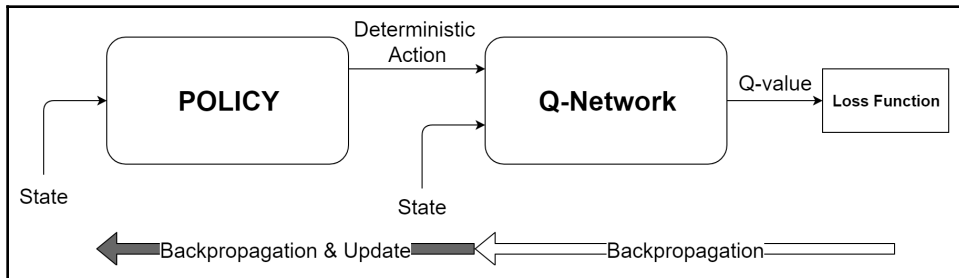 Deterministic
Action
POLICY
Q-Network
Q-value
Loss Function
State
State
Backpropagation & Update
Backpropagation